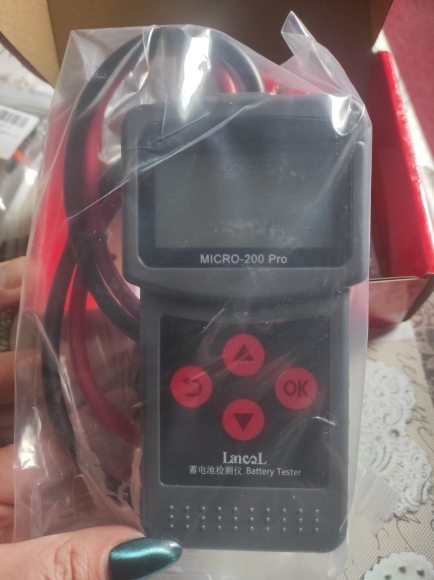 MICRO-200 Pro
OK
LancoL
蓄电池检测仪 Battery Tester